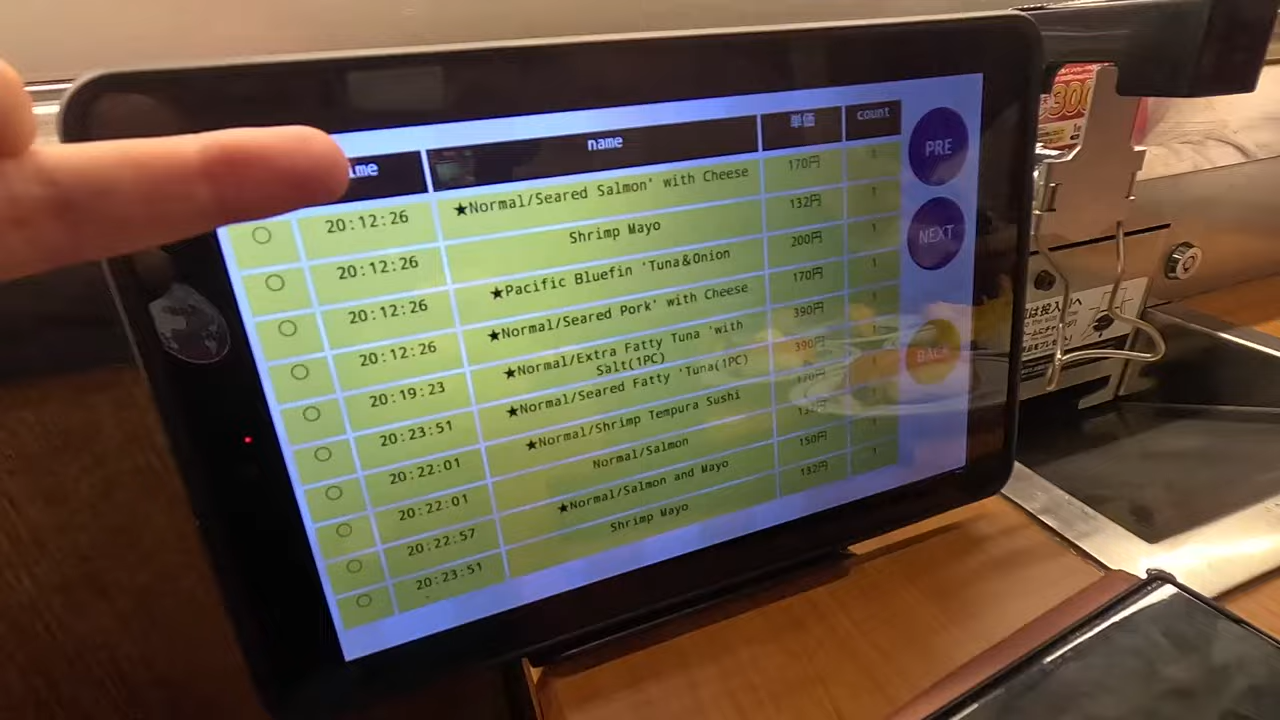 ime name 単価 count
○ 20:12:26 ★Normal/Seared Salmon' with Cheese 170円 1
○ 20:12:26 Shrimp Mayo 132円 1
○ 20:12:26 ★Pacific Bluefin 'Tuna&Onion 200円 1
○ 20:12:26 ★Normal/Seared Pork' with Cheese 170円 1
○ 20:19:23 ★Normal/Extra Fatty Tuna 'with 390円 1
Salt(1PC)
○ 20:23:51 ★Normal/Seared Fatty 'Tuna(1PC) 390円 1
○ 20:22:01 ★Normal/Shrimp Tempura Sushi 170円 1
○ 20:22:01 Normal/Salmon 132円 1
○ 20:22:57 ★Normal/Salmon and Mayo 150円 1
○ 20:23:51 Shrimp Mayo 132円 1
PRE
NEXT
BACK
300